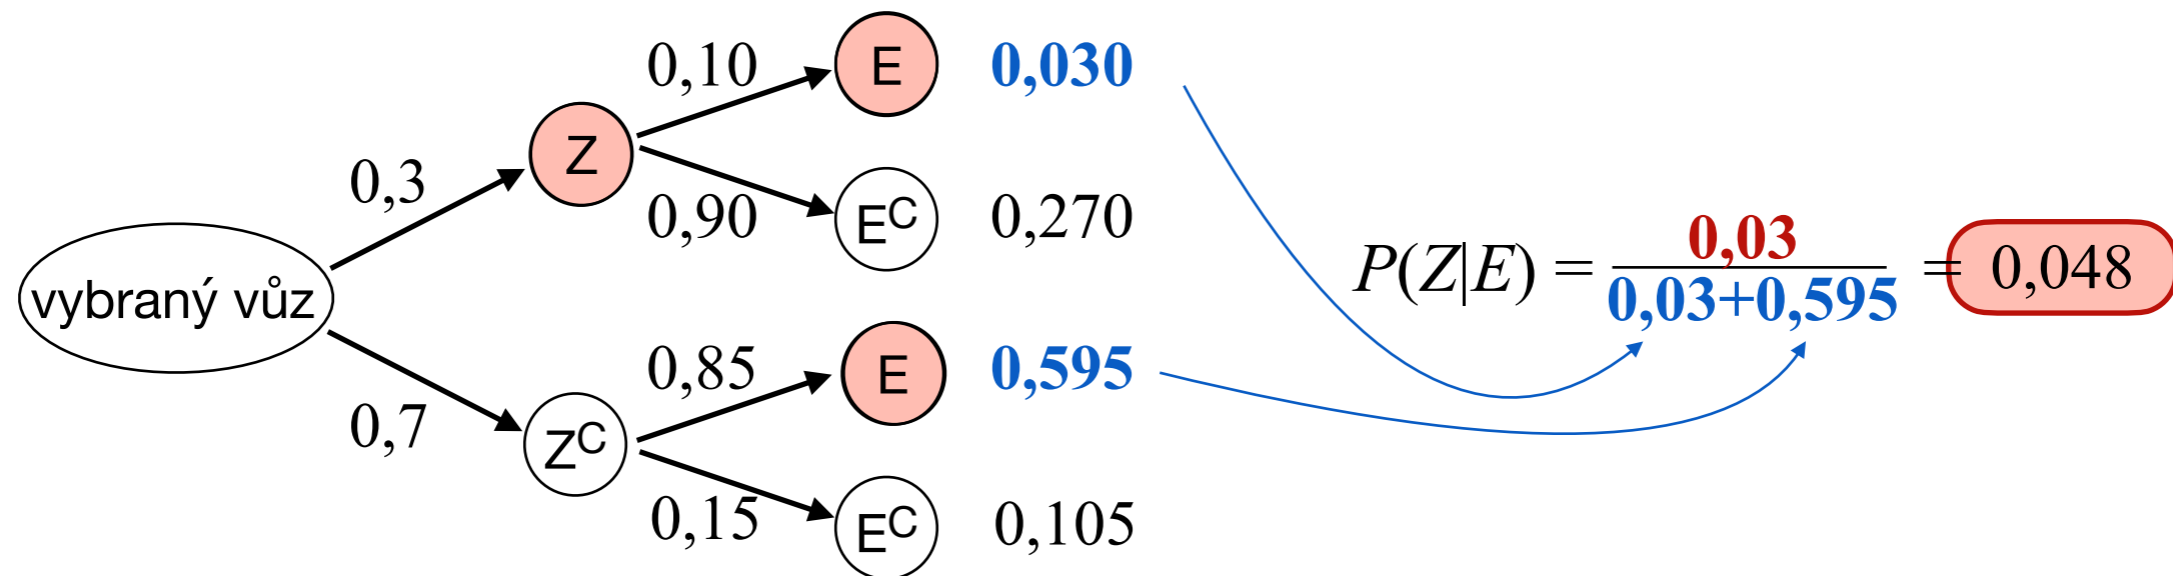 0,10
E
0,030
Z
0,3
0,90
E^C
0,270
vybraný vůz
P(Z|E) = 0,03 / 0,03+0,595 = 0,048
0,85
E
0,595
0,7
Z^C
0,15
E^C
0,105